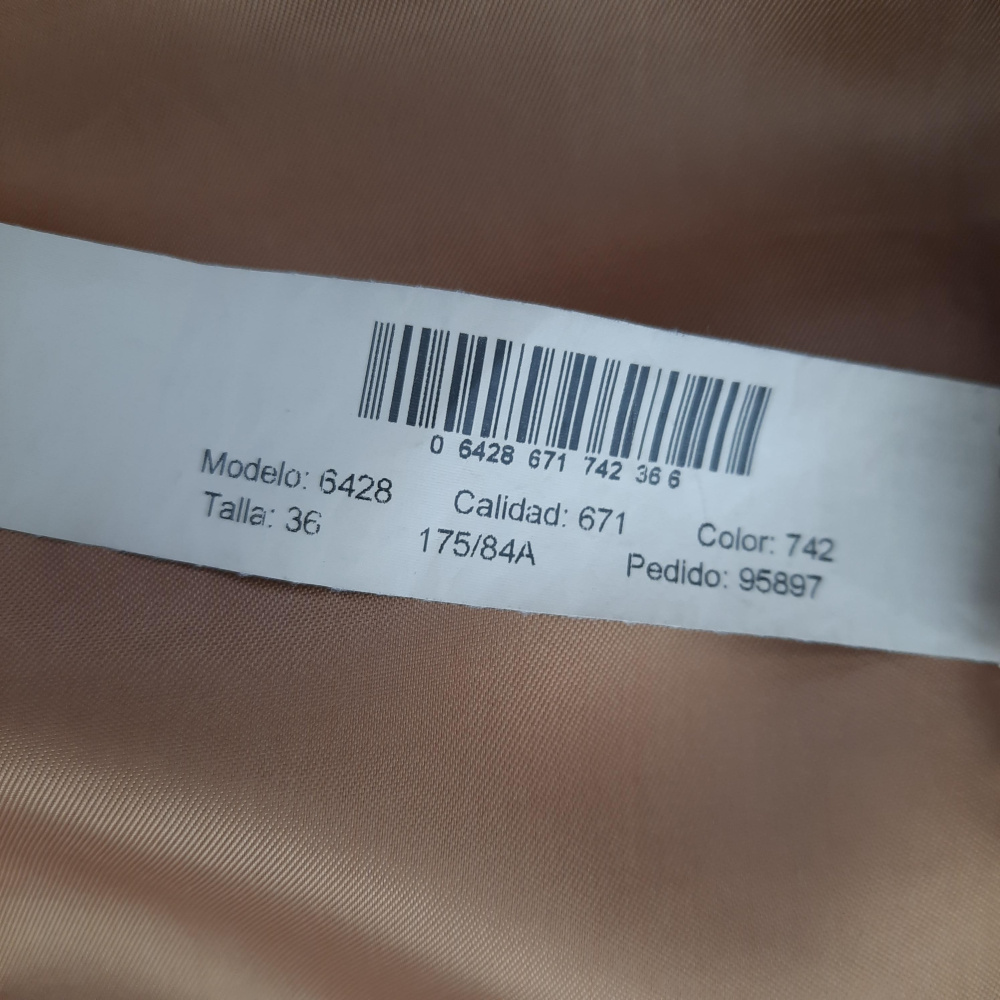 0 6428 671 742 36 6
Modelo: 6428 Calidad: 671 Color: 742
Talla: 36 175/84A Pedido: 95897